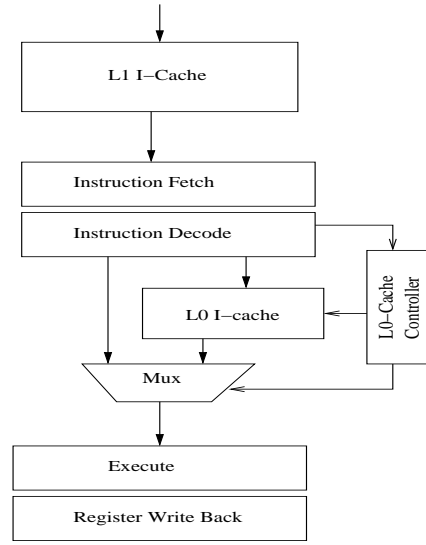 L1 I–Cache
Instruction Fetch
Instruction Decode
L0 I–cache
L0–Cache
Controller
Mux
Execute
Register Write Back